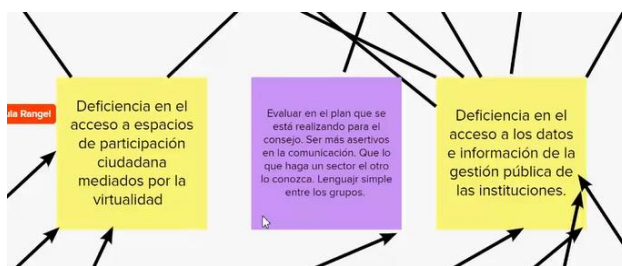 ula Rangel
Deficiencia en el
acceso a espacios
de participación
ciudadana
mediados por la
virtualidad
Evaluar en el plan que se
está realizando para el
consejo. Ser más asertivos
en la comunicación. Que lo
que haga un sector el otro
lo conozca. Lenguajr simple
entre los grupos.
Deficiencia en el
acceso a los datos
e información de la
gestión pública de
las instituciones.